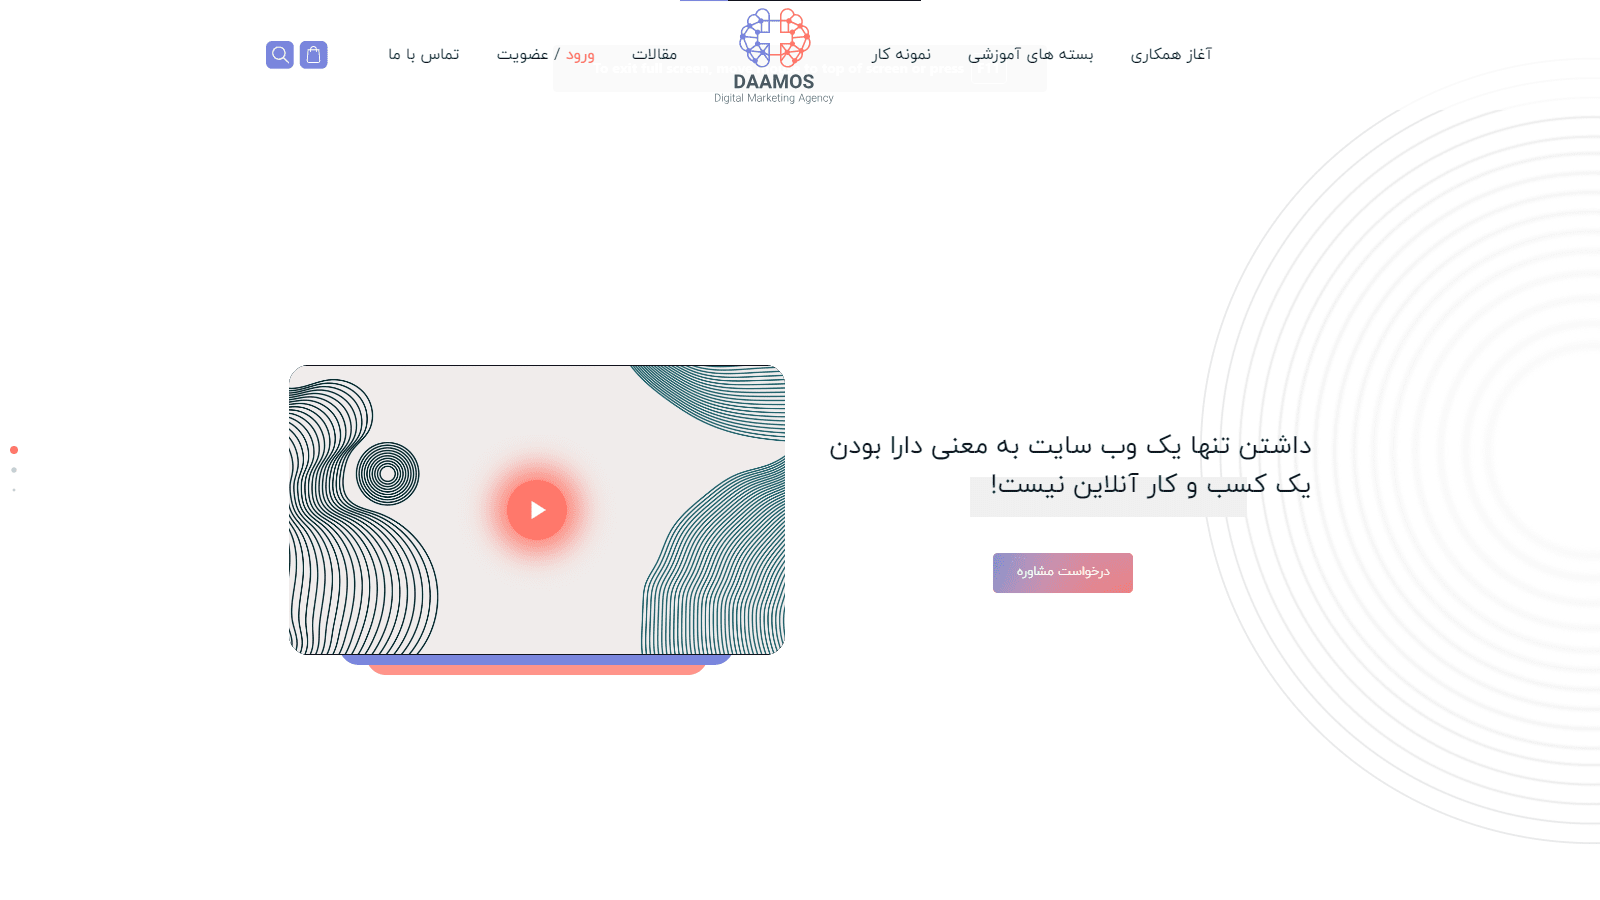 آغاز همکاری
بسته های آموزشی
نمونه کار
DAAMOS
Digital Marketing Agency
مقالات
ورود / عضویت
تماس با ما
داشتن تنها یک وب سایت به معنی دارا بودن
یک کسب و کار آنلاین نیست!
درخواست مشاوره